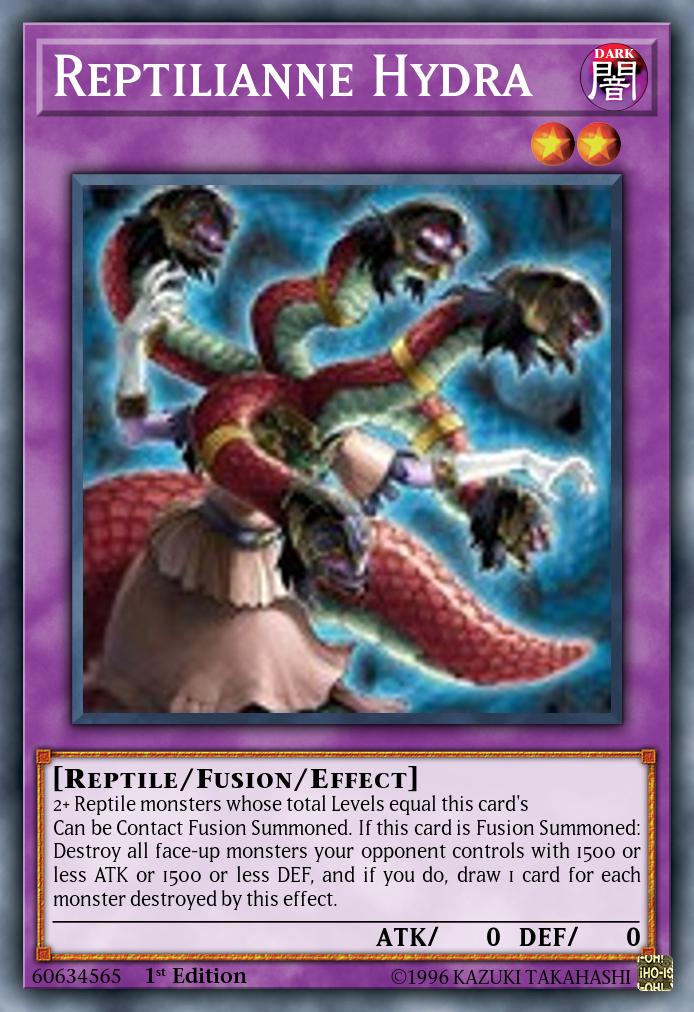 Reptilianne Hydra
DARK
闇
[Reptile/Fusion/Effect]
2+ Reptile monsters whose total Levels equal this card's
Can be Contact Fusion Summoned. If this card is Fusion Summoned:
Destroy all face-up monsters your opponent controls with 1500 or
less ATK or 1500 or less DEF, and if you do, draw 1 card for each
monster destroyed by this effect.
ATK/ 0 DEF/ 0
60634565 1st Edition ©1996 KAZUKI TAKAHASHI